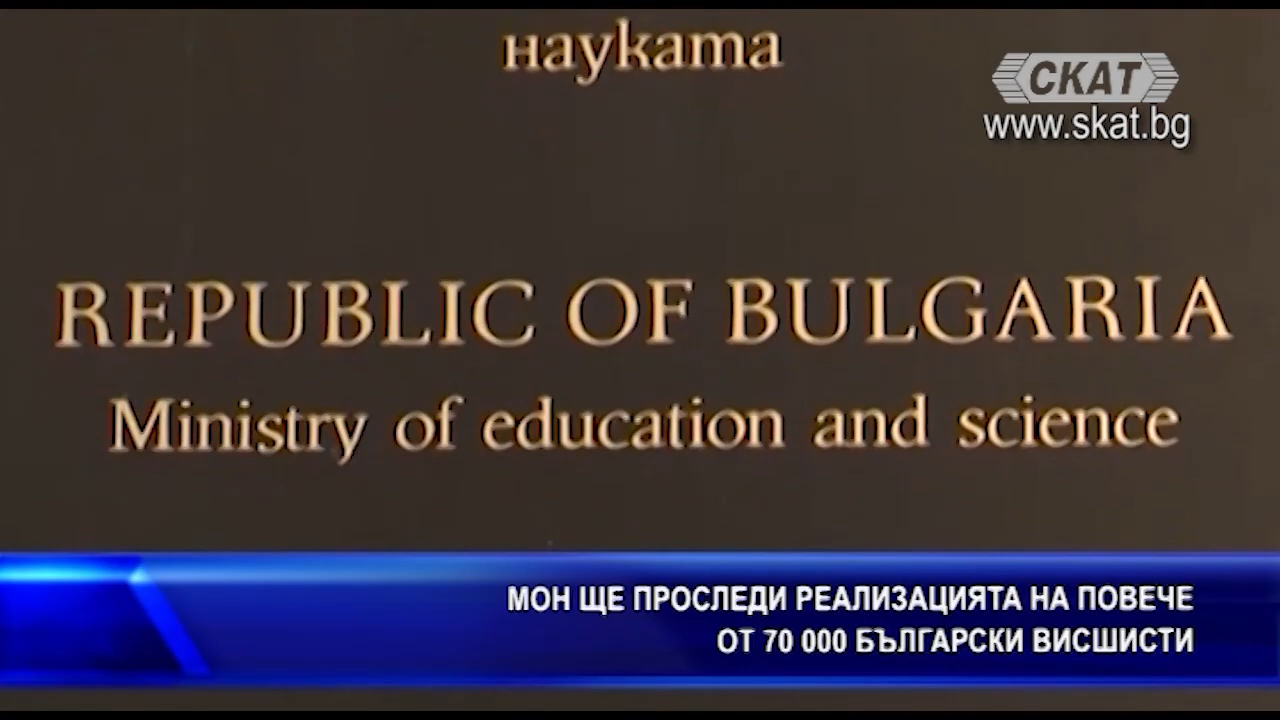 науката
СКАТ
www.skat.bg
REPUBLIC OF BULGARIA
Ministry of education and science
МОН ЩЕ ПРОСЛЕДИ РЕАЛИЗАЦИЯТА НА ПОВЕЧЕ
ОТ 70 000 БЪЛГАРСКИ ВИСШИСТИ